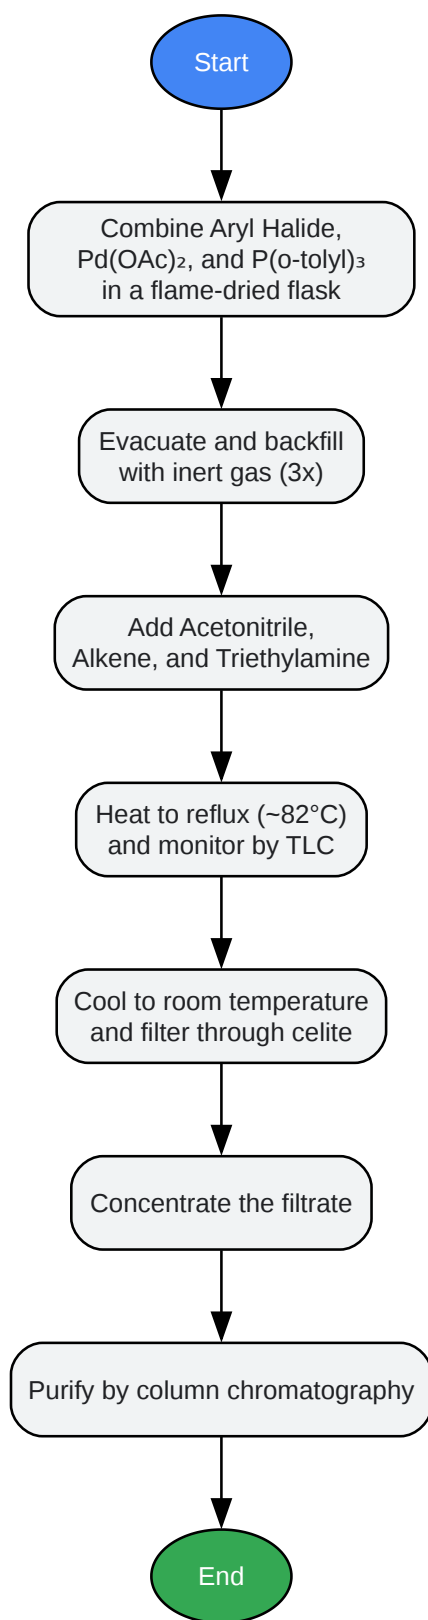 Start
Combine Aryl Halide,
Pd(OAc)₂, and P(o-tolyl)₃
in a flame-dried flask
Evacuate and backfill
with inert gas (3x)
Add Acetonitrile,
Alkene, and Triethylamine
Heat to reflux (~82°C)
and monitor by TLC
Cool to room temperature
and filter through celite
Concentrate the filtrate
Purify by column chromatography
End